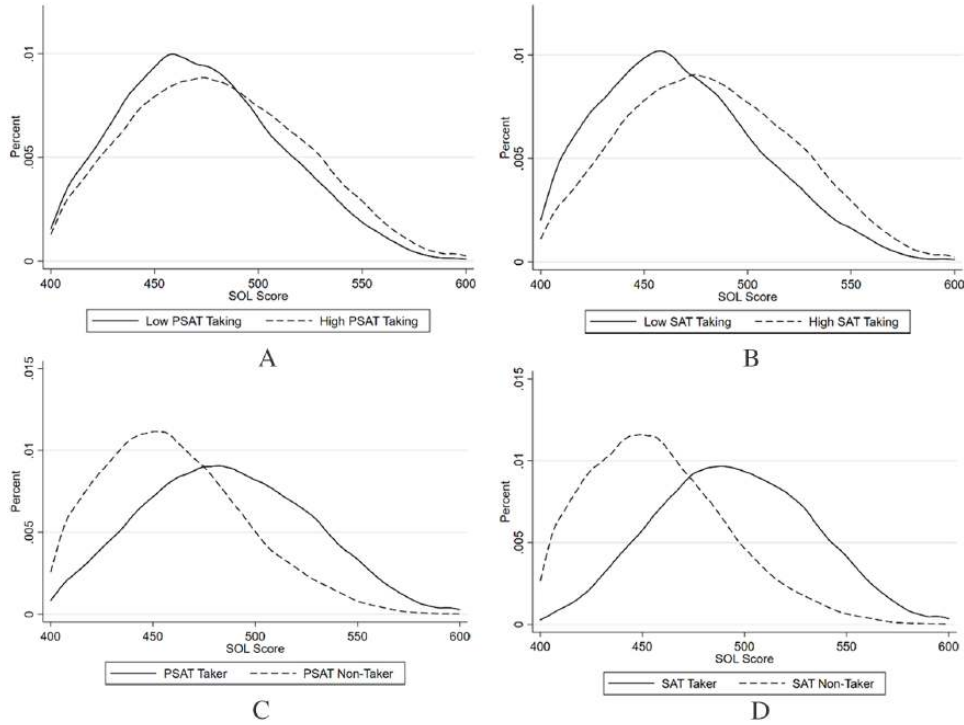 .01
Percent
.005
0
400 450 500 550 600
SOL Score
Low PSAT Taking High PSAT Taking
A
.01
Percent
.005
0
400 450 500 550 600
SOL Score
Low SAT Taking High SAT Taking
B
.015
.01
Percent
.005
0
400 450 500 550 600
SOL Score
PSAT Taker PSAT Non-Taker
C
.015
.01
Percent
.005
0
400 450 500 550 600
SOL Score
SAT Taker SAT Non-Taker
D